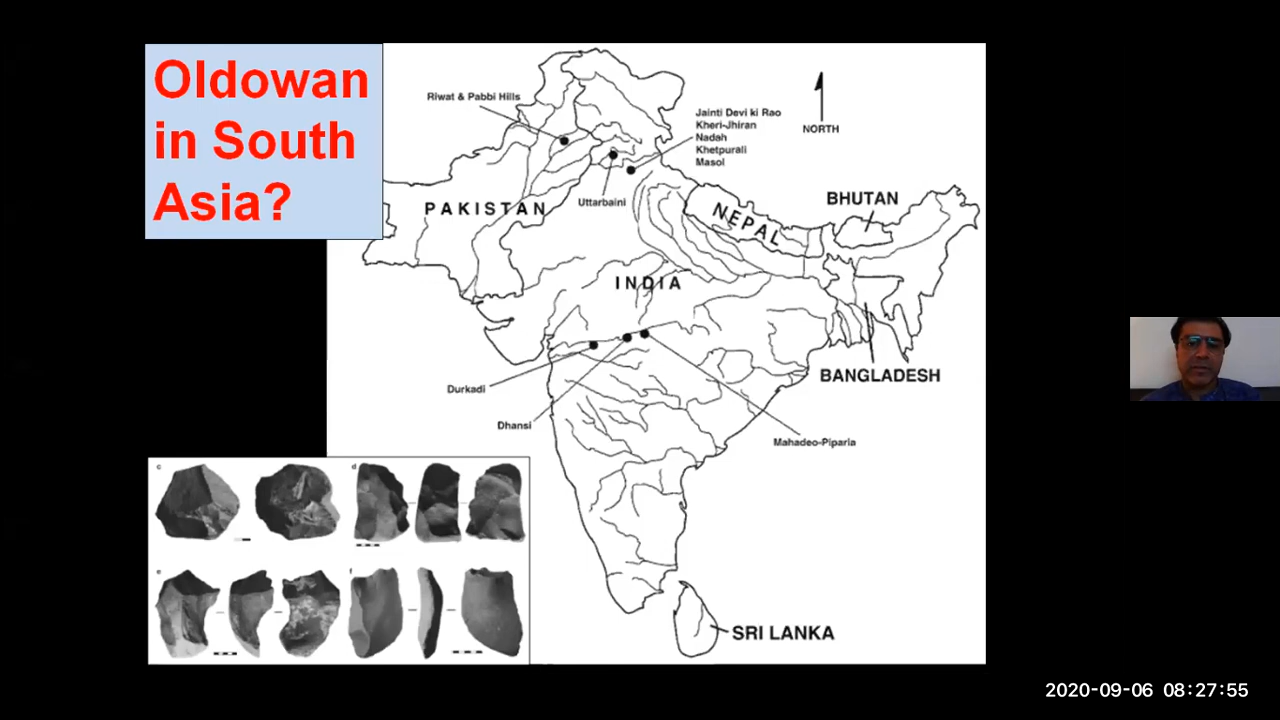 Oldowan
in South
Asia?
Riwat & Pabbi Hills
Jainti Devi ki Rao
Kheri-Jhiran
Nadah
Khetpurali
Masol
NORTH
Uttarbaini
PAKISTAN
NEPAL
BHUTAN
INDIA
BANGLADESH
Durkadi
Dhansi
Mahadeo-Piparia
SRI LANKA
c
d
e
f
2020-09-06 08:27:55